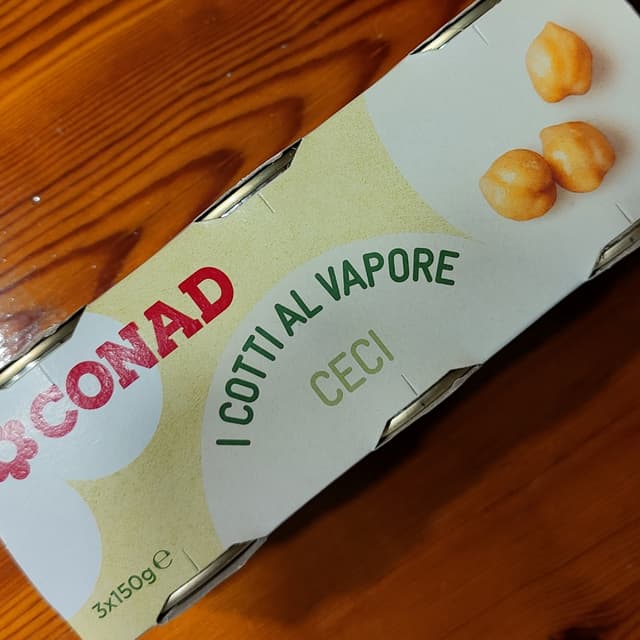 CONAD
I COTTI AL VAPORE
CECI
3x150g ℮